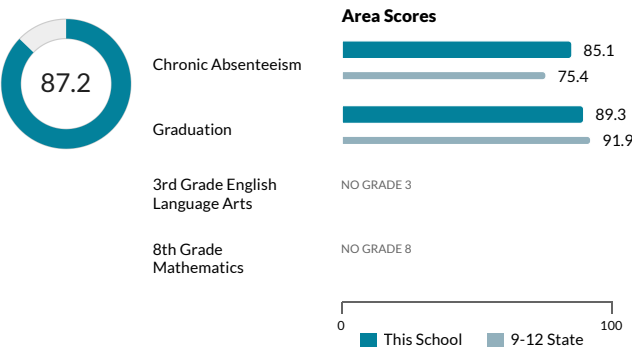 87.2
Area Scores
Chronic Absenteeism
85.1
75.4
Graduation
89.3
91.9
3rd Grade English
Language Arts
NO GRADE 3
8th Grade
Mathematics
NO GRADE 8
0
100
This School
9-12 State